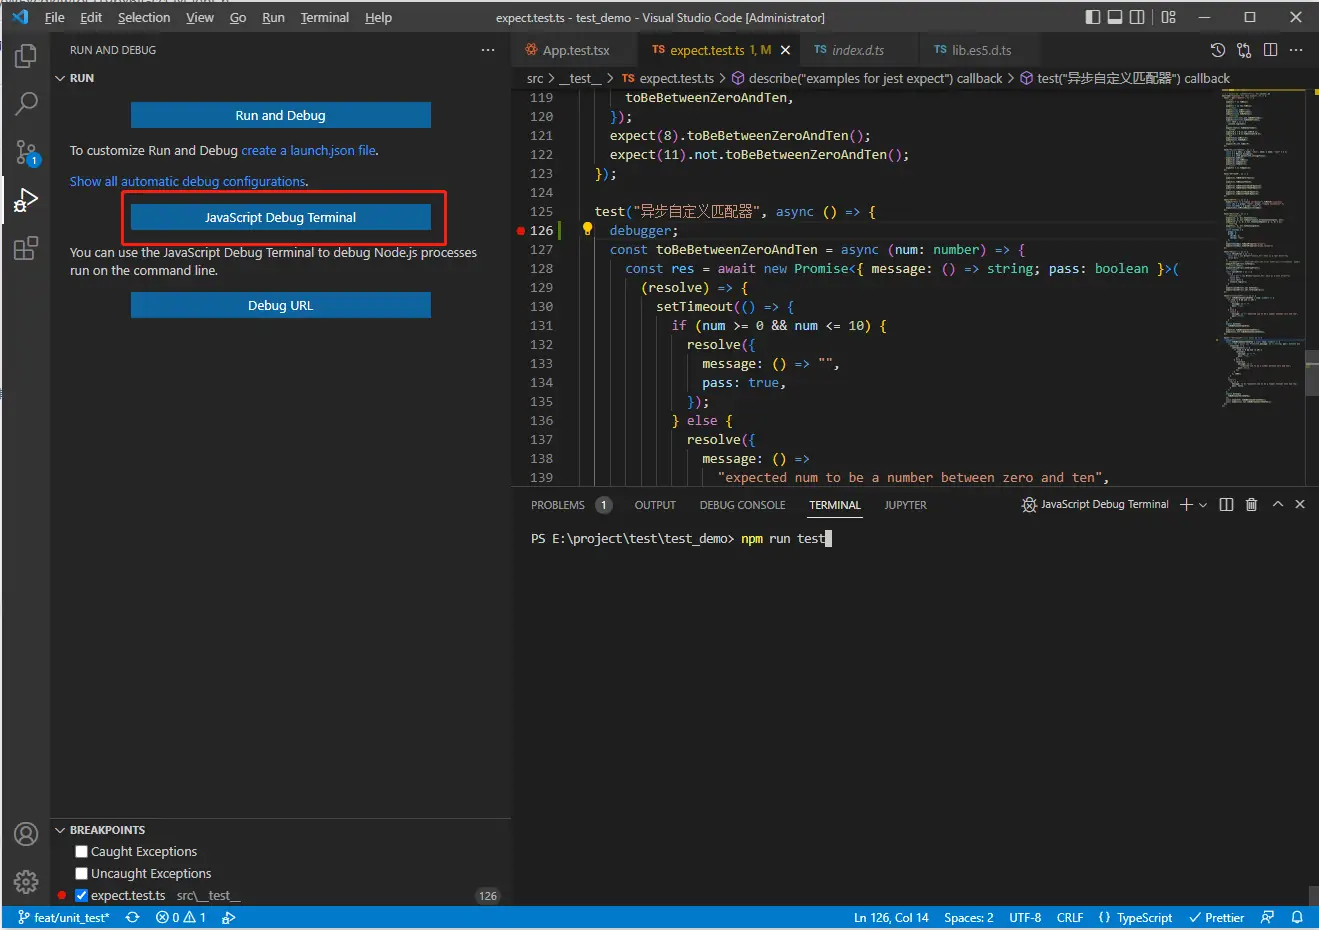 File Edit Selection View Go Run Terminal Help
expect.test.ts - test_demo - Visual Studio Code [Administrator]
RUN AND DEBUG
RUN
Run and Debug
To customize Run and Debug create a launch.json file.
Show all automatic debug configurations.
JavaScript Debug Terminal
You can use the JavaScript Debug Terminal to debug Node.js processes
run on the command line.
Debug URL
1
App.test.tsx
TS expect.test.ts 1, M
TS index.d.ts
TS lib.es5.d.ts
src > __test__ > TS expect.test.ts > describe("examples for jest expect") callback > test("异步自定义匹配器") callback
119 toBeBetweenZeroAndTen,
120 });
121 expect(8).toBeBetweenZeroAndTen();
122 expect(11).not.toBeBetweenZeroAndTen();
123 });
124
125 test("异步自定义匹配器", async () => {
126 debugger;
127 const toBeBetweenZeroAndTen = async (num: number) => {
128 const res = await new Promise<{ message: () => string; pass: boolean }>(
129 (resolve) => {
130 setTimeout(() => {
131 if (num >= 0 && num <= 10) {
132 resolve({
133 message: () => "",
134 pass: true,
135 });
136 } else {
137 resolve({
138 message: () =>
139 "expected num to be a number between zero and ten",
PROBLEMS 1 OUTPUT DEBUG CONSOLE TERMINAL JUPYTER
JavaScript Debug Terminal
PS E:\project\test\test_demo> npm run test
BREAKPOINTS
Caught Exceptions
Uncaught Exceptions
expect.test.ts src\__test__ 126
feat/unit_test* 0 1
Ln 126, Col 14 Spaces: 2 UTF-8 CRLF {} TypeScript Prettier